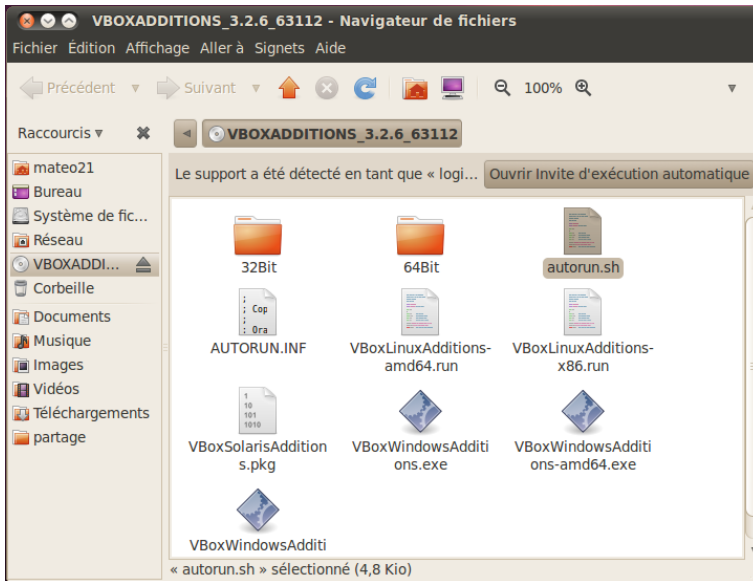 VBOXADDITIONS_3.2.6_63112 - Navigateur de fichiers
Fichier Édition Affichage Aller à Signets Aide
Précédent Suivant 100%
Raccourcis VBOXADDITIONS_3.2.6_63112
Le support a été détecté en tant que « logi... Ouvrir Invite d'exécution automatique
mateo21
Bureau
Système de fic...
Réseau
VBOXADDI...
Corbeille
Documents
Musique
Images
Vidéos
Téléchargements
partage
32Bit
64Bit
autorun.sh
;
; Cop
;
; Ora
AUTORUN.INF
VBoxLinuxAdditions-
amd64.run
VBoxLinuxAdditions-
x86.run
1
10
101
1010
VBoxSolarisAddition
s.pkg
VBoxWindowsAdditi
ons.exe
VBoxWindowsAdditi
ons-amd64.exe
VBoxWindowsAdditi
« autorun.sh » sélectionné (4,8 Kio)